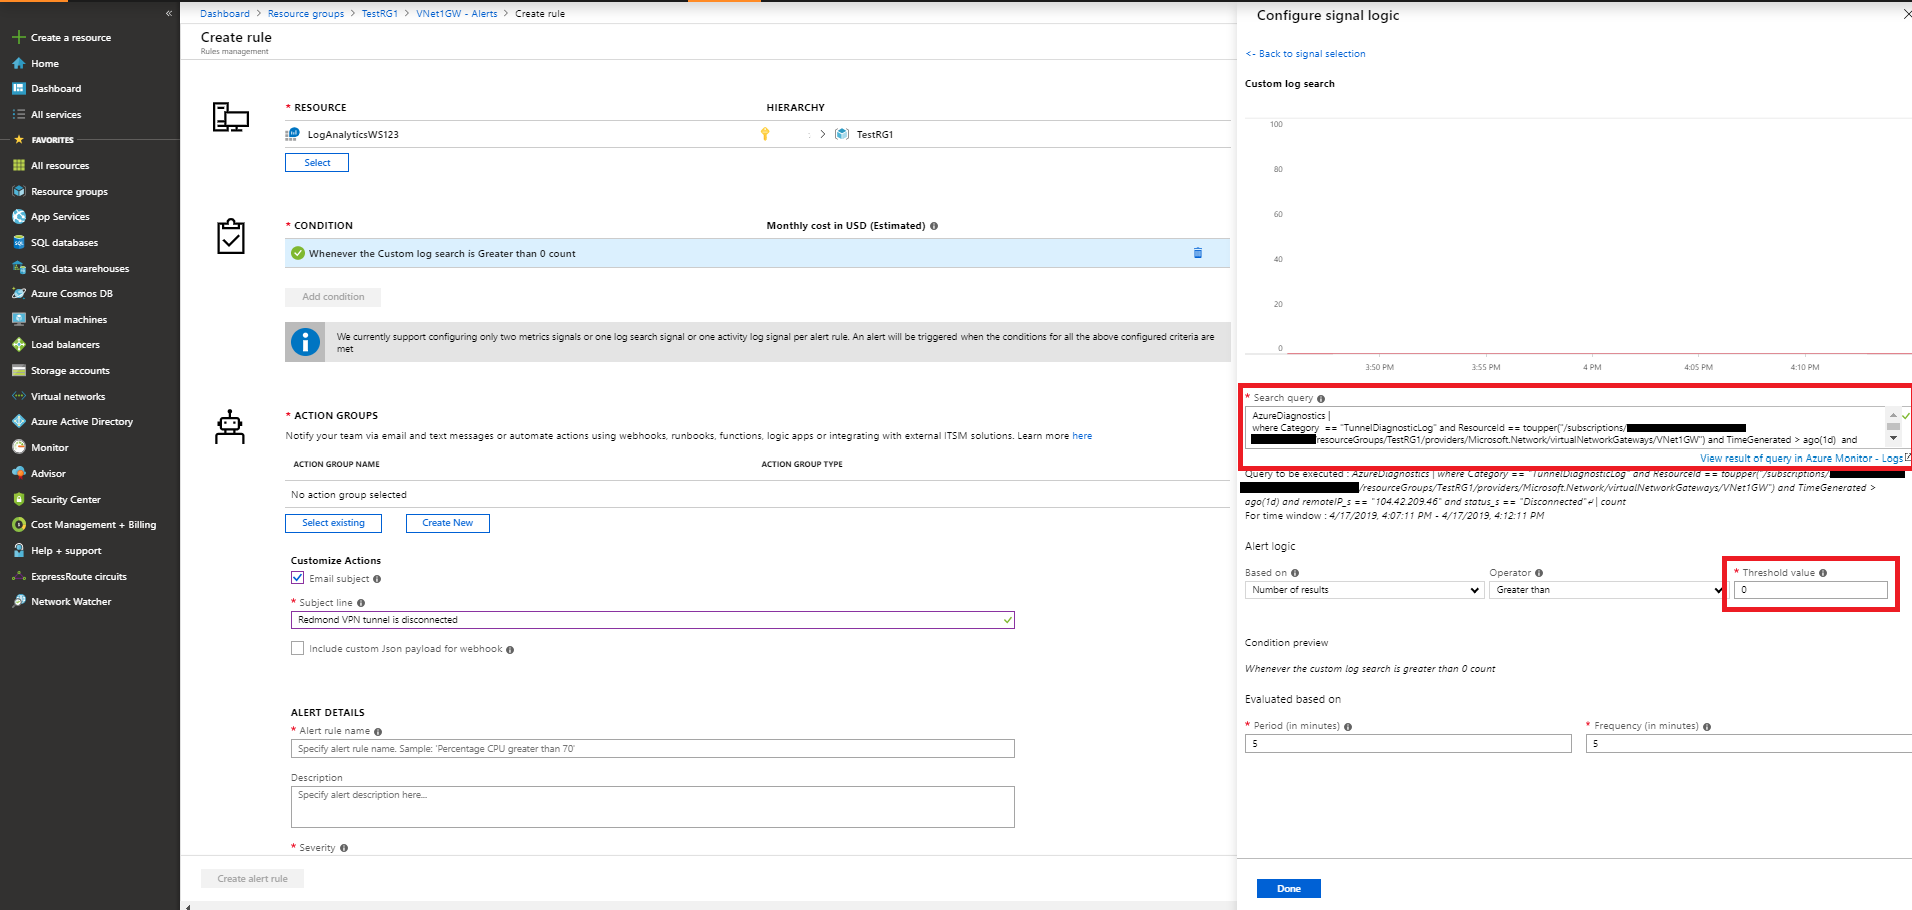 «
Create a resource
Home
Dashboard
All services
FAVORITES
All resources
Resource groups
App Services
SQL databases
SQL data warehouses
Azure Cosmos DB
Virtual machines
Load balancers
Storage accounts
Virtual networks
Azure Active Directory
Monitor
Advisor
Security Center
Cost Management + Billing
Help + support
ExpressRoute circuits
Network Watcher
Dashboard > Resource groups > TestRG1 > VNet1GW - Alerts > Create rule
Create rule
Rules management
* RESOURCE HIERARCHY
LogAnalyticsWS123 > TestRG1
Select
* CONDITION Monthly cost in USD (Estimated)
Whenever the Custom log search is Greater than 0 count
Add condition
We currently support configuring only two metrics signals or one log search signal or one activity log signal per alert rule. An alert will be triggered when the conditions for all the above configured criteria are
met
* ACTION GROUPS
Notify your team via email and text messages or automate actions using webhooks, runbooks, functions, logic apps or integrating with external ITSM solutions. Learn more here
ACTION GROUP NAME ACTION GROUP TYPE
No action group selected
Select existing Create New
Customize Actions
Email subject
* Subject line
Redmond VPN tunnel is disconnected
Include custom Json payload for webhook
ALERT DETAILS
* Alert rule name
Specify alert rule name. Sample: 'Percentage CPU greater than 70'
Description
Specify alert description here...
* Severity
Create alert rule
Configure signal logic
<- Back to signal selection
Custom log search
100
80
60
40
20
0
3:50 PM 3:55 PM 4 PM 4:05 PM 4:10 PM
* Search query
AzureDiagnostics |
where Category == "TunnelDiagnosticLog" and ResourceId == toupper("/subscriptions/
resourceGroups/TestRG1/providers/Microsoft.Network/virtualNetworkGateways/VNet1GW") and TimeGenerated > ago(1d) and
View result of query in Azure Monitor - Logs
Query to be executed : AzureDiagnostics | where Category == "TunnelDiagnosticLog" and ResourceId == toupper("/subscriptions/
/resourceGroups/TestRG1/providers/Microsoft.Network/virtualNetworkGateways/VNet1GW") and TimeGenerated >
ago(1d) and remoteIP_s == "104.42.209.46" and status_s == "Disconnected"↵| count
For time window : 4/17/2019, 4:07:11 PM - 4/17/2019, 4:12:11 PM
Alert logic
Based on Operator * Threshold value
Number of results Greater than 0
Condition preview
Whenever the custom log search is greater than 0 count
Evaluated based on
* Period (in minutes) * Frequency (in minutes)
5 5
Done